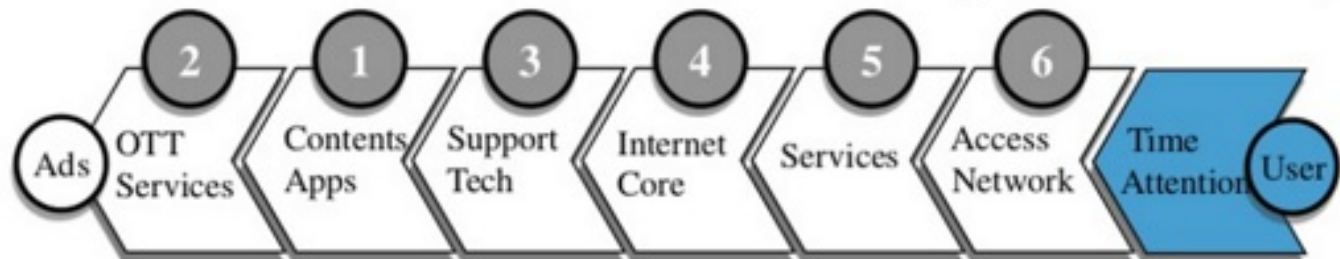 2
1
3
4
5
6
Ads
OTT
Services
Contents
Apps
Support
Tech
Internet
Core
Services
Access
Network
Time
Attention
User